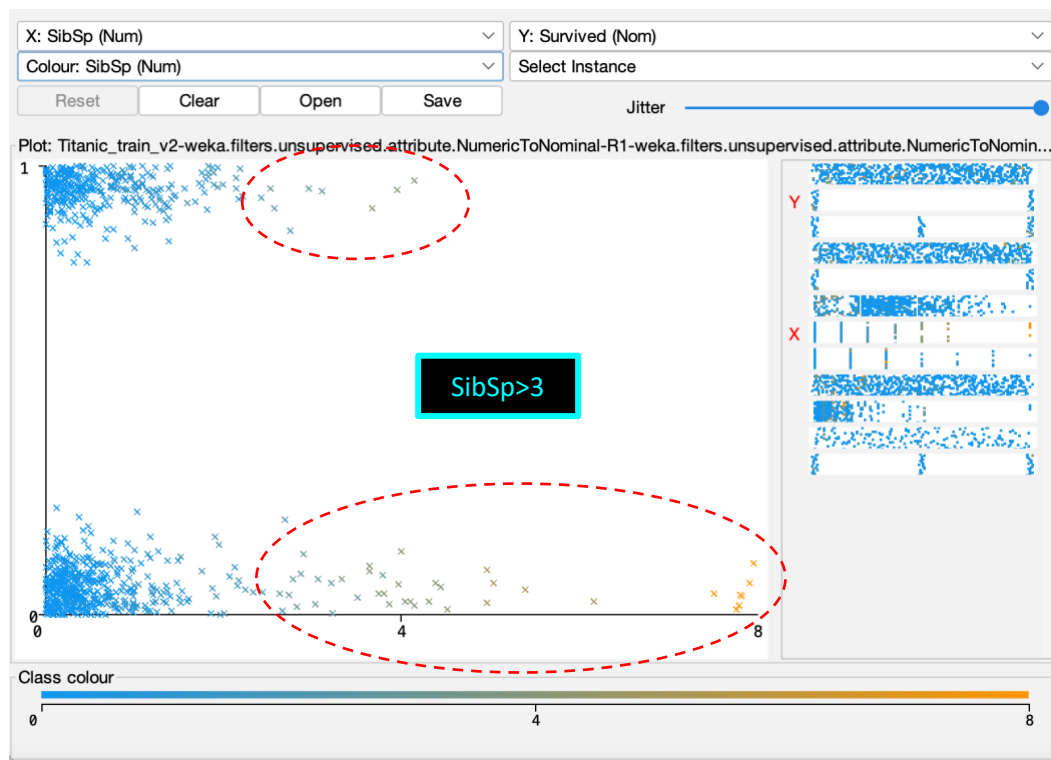 X: SibSp (Num)
Y: Survived (Nom)
Colour: SibSp (Num)
Select Instance
Reset
Clear
Open
Save
Jitter
Plot: Titanic_train_v2-weka.filters.unsupervised.attribute.NumericToNominal-R1-weka.filters.unsupervised.attribute.NumericToNomin...
1
Y
X
SibSp>3
0
0
4
8
Class colour
0
4
8